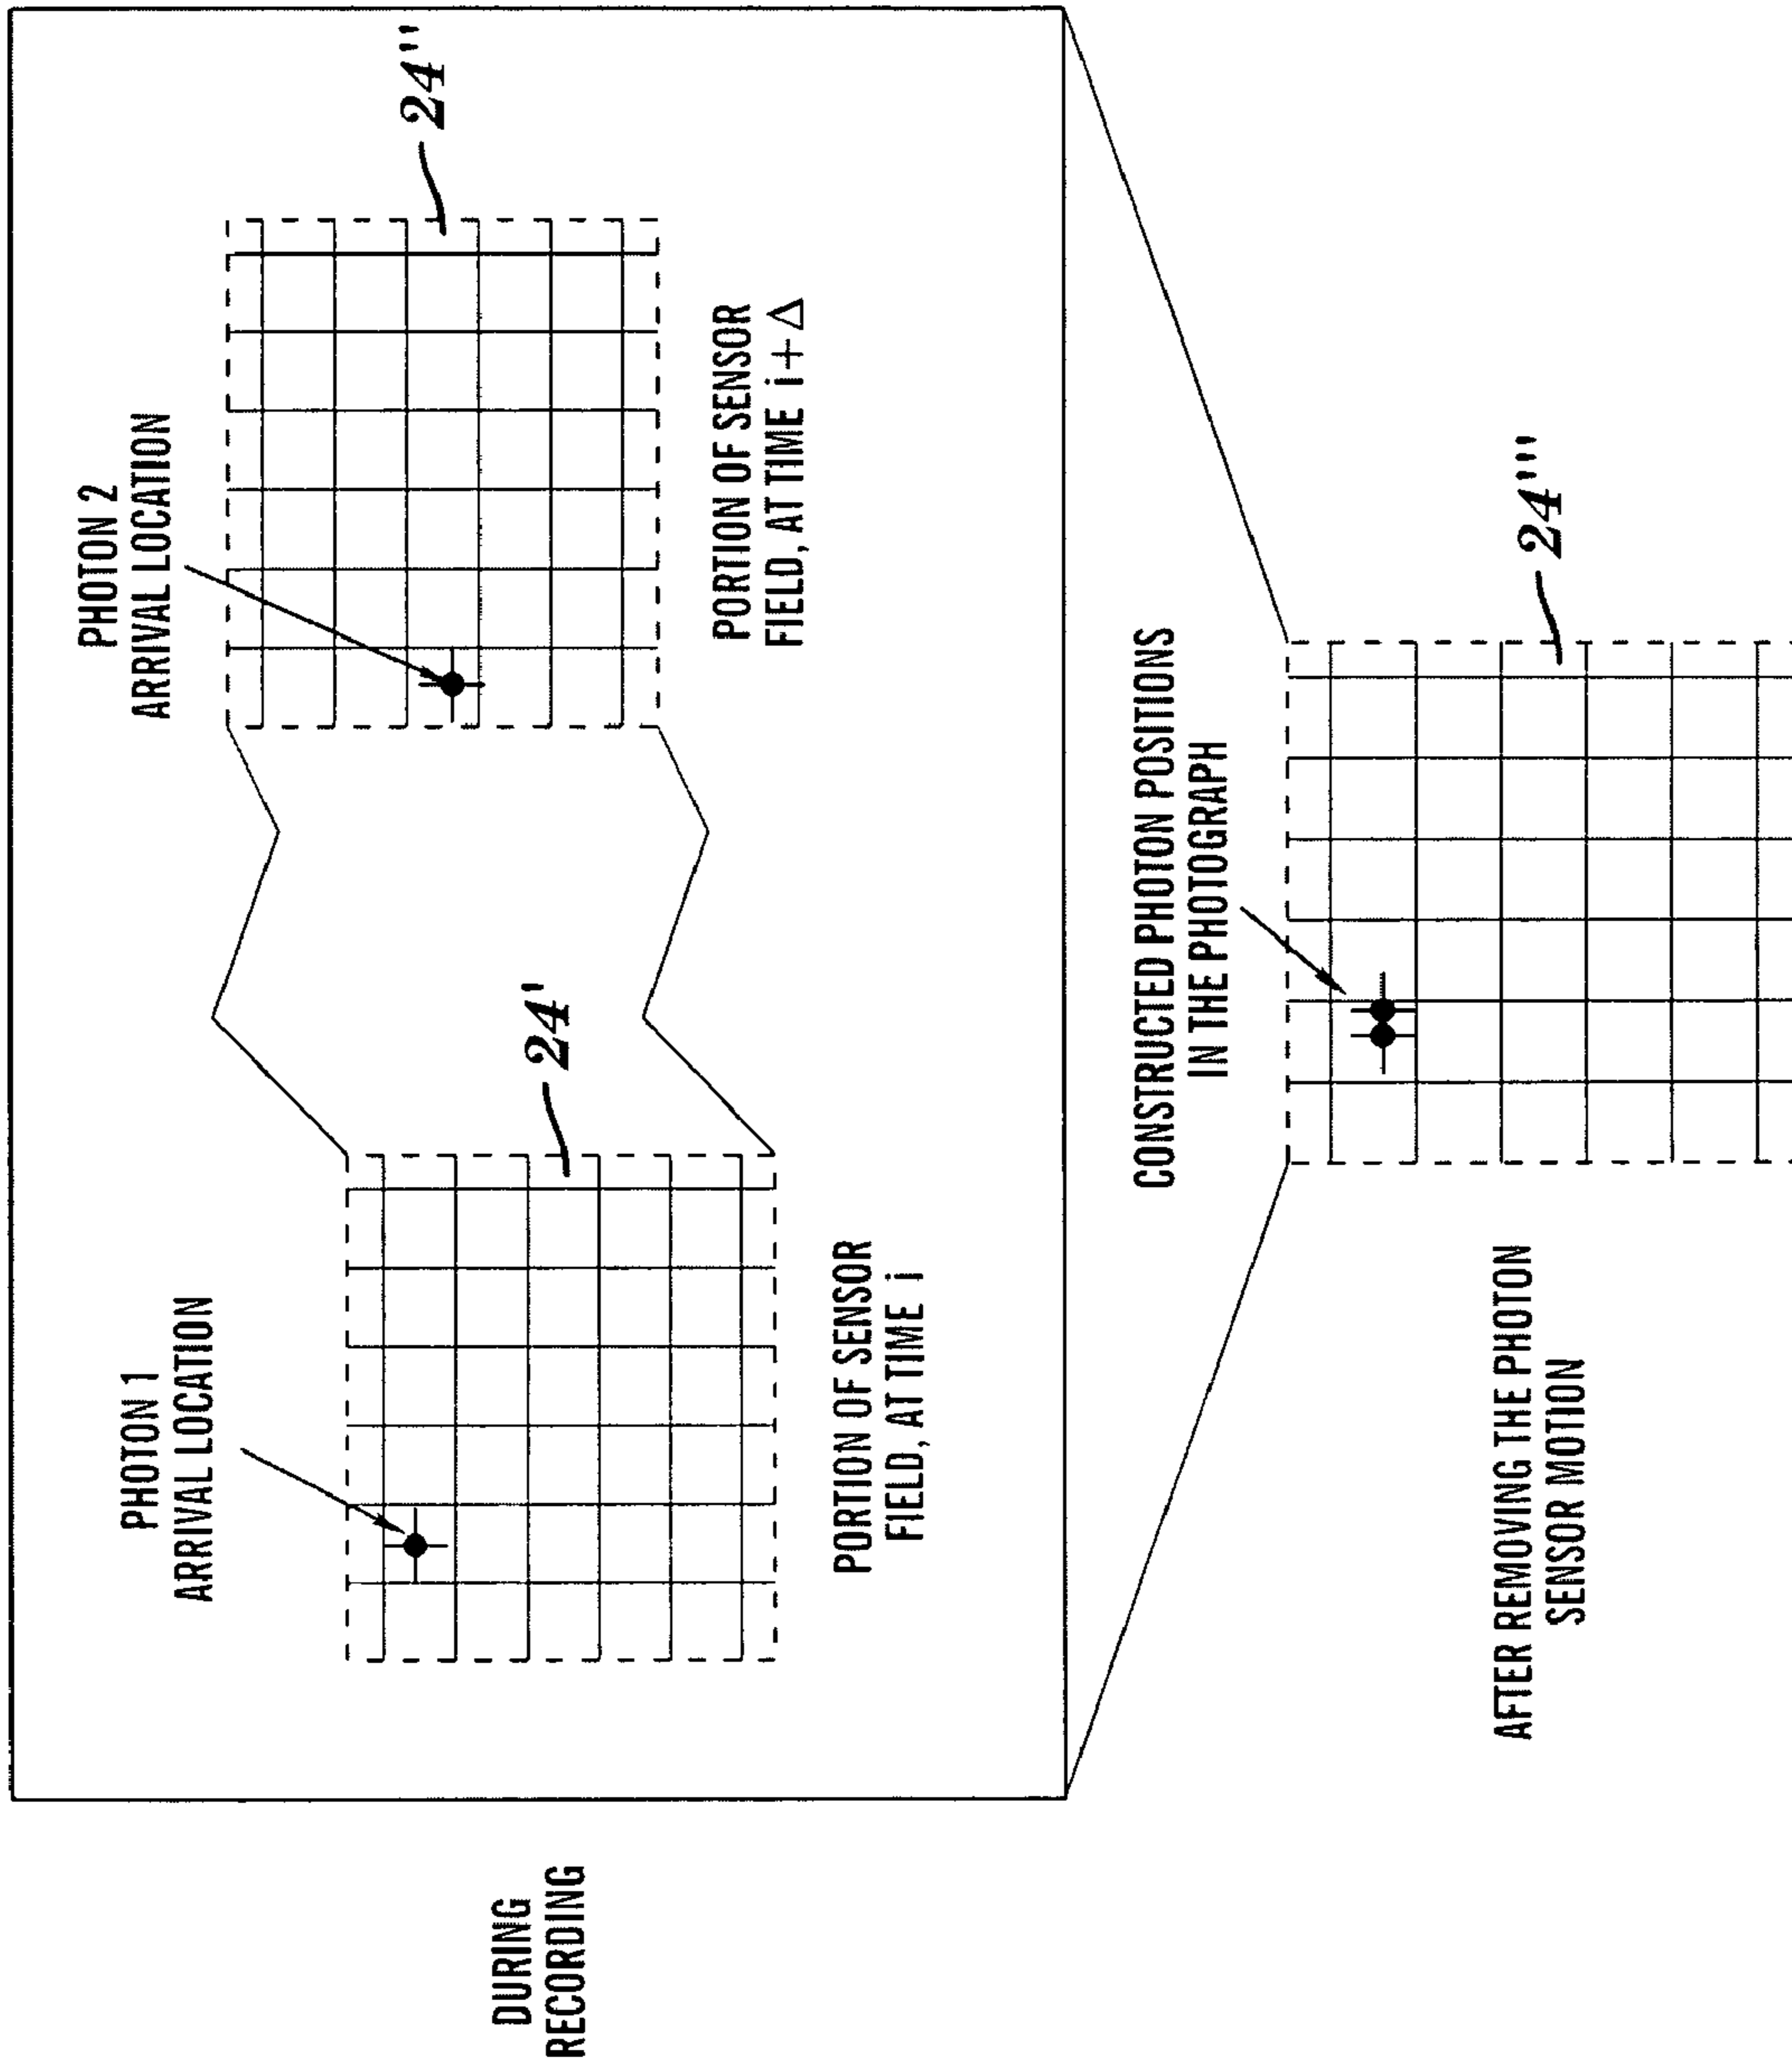 DURING
RECORDING
PHOTON 1
ARRIVAL LOCATION
24'
PORTION OF SENSOR
FIELD, AT TIME i
PHOTON 2
ARRIVAL LOCATION
24''
PORTION OF SENSOR
FIELD, AT TIME i+Δ
AFTER REMOVING THE PHOTON
SENSOR MOTION
CONSTRUCTED PHOTON POSITIONS
IN THE PHOTOGRAPH
24'''